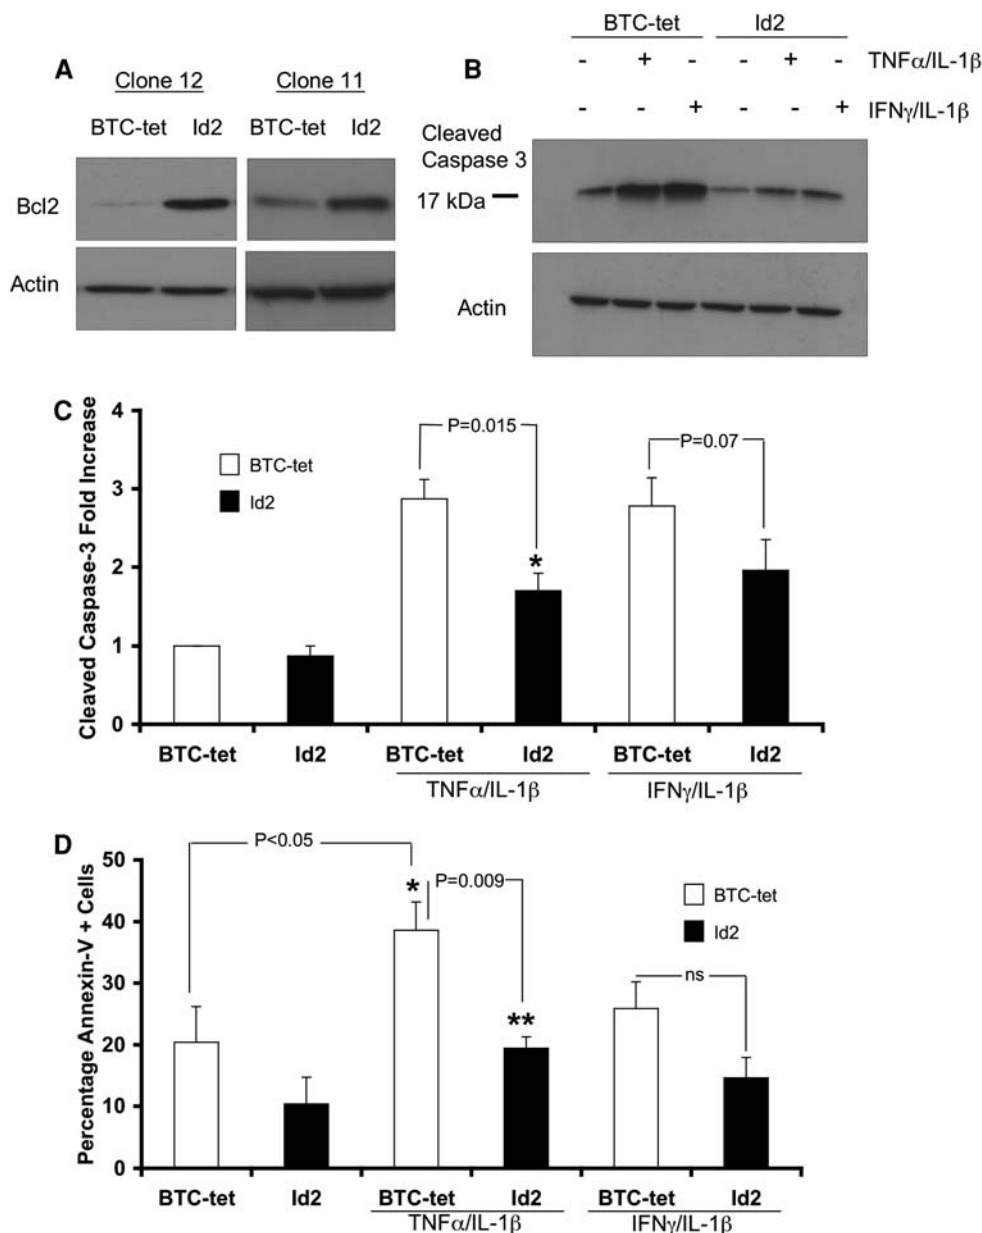 A
Clone 12 Clone 11
BTC-tet Id2 BTC-tet Id2
Bcl2
Actin
B
BTC-tet Id2
- + - - + - TNFα/IL-1β
- - + - - + IFNγ/IL-1β
Cleaved
Caspase 3
17 kDa
Actin
C
Cleaved Caspase-3 Fold Increase
4
3
2
1
0
BTC-tet
Id2
P=0.015
P=0.07
*
BTC-tet Id2 BTC-tet Id2 BTC-tet Id2
TNFα/IL-1β IFNγ/IL-1β
D
Percentage Annexin-V + Cells
50
40
30
20
10
0
P<0.05
P=0.009
*
**
ns
BTC-tet
Id2
BTC-tet Id2 BTC-tet Id2 BTC-tet Id2
TNFα/IL-1β IFNγ/IL-1β